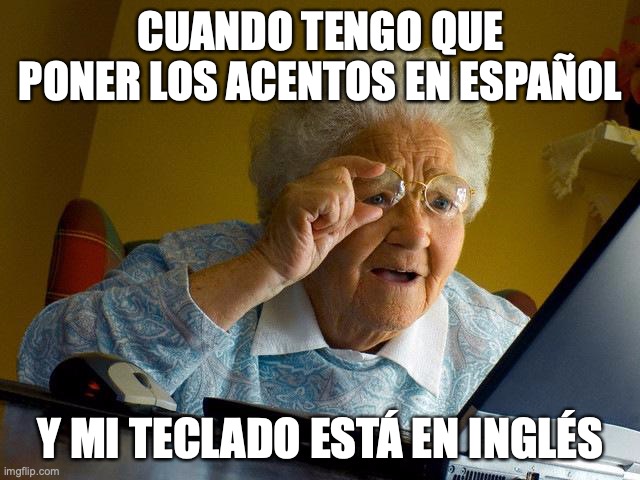 CUANDO TENGO QUE
PONER LOS ACENTOS EN ESPAÑOL
Y MI TECLADO ESTÁ EN INGLÉS
imgflip.com